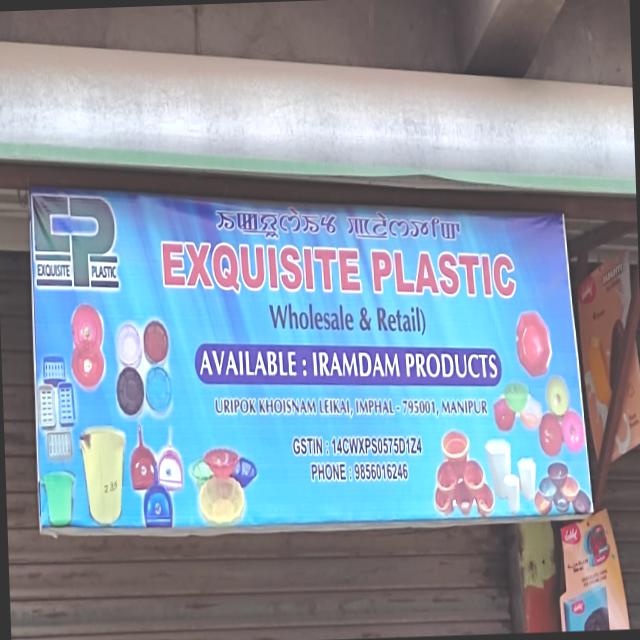 EXQUISITE PLASTIC
EXQUISITE PLASTIC
Wholesale & Retail)
AVAILABLE : IRAMDAM PRODUCTS
URIPOK KHOISNAM LEIKAI, IMPHAL - 795001, MANIPUR
GSTIN : 14CWXPS0575D1Z4
PHONE : 9856016246